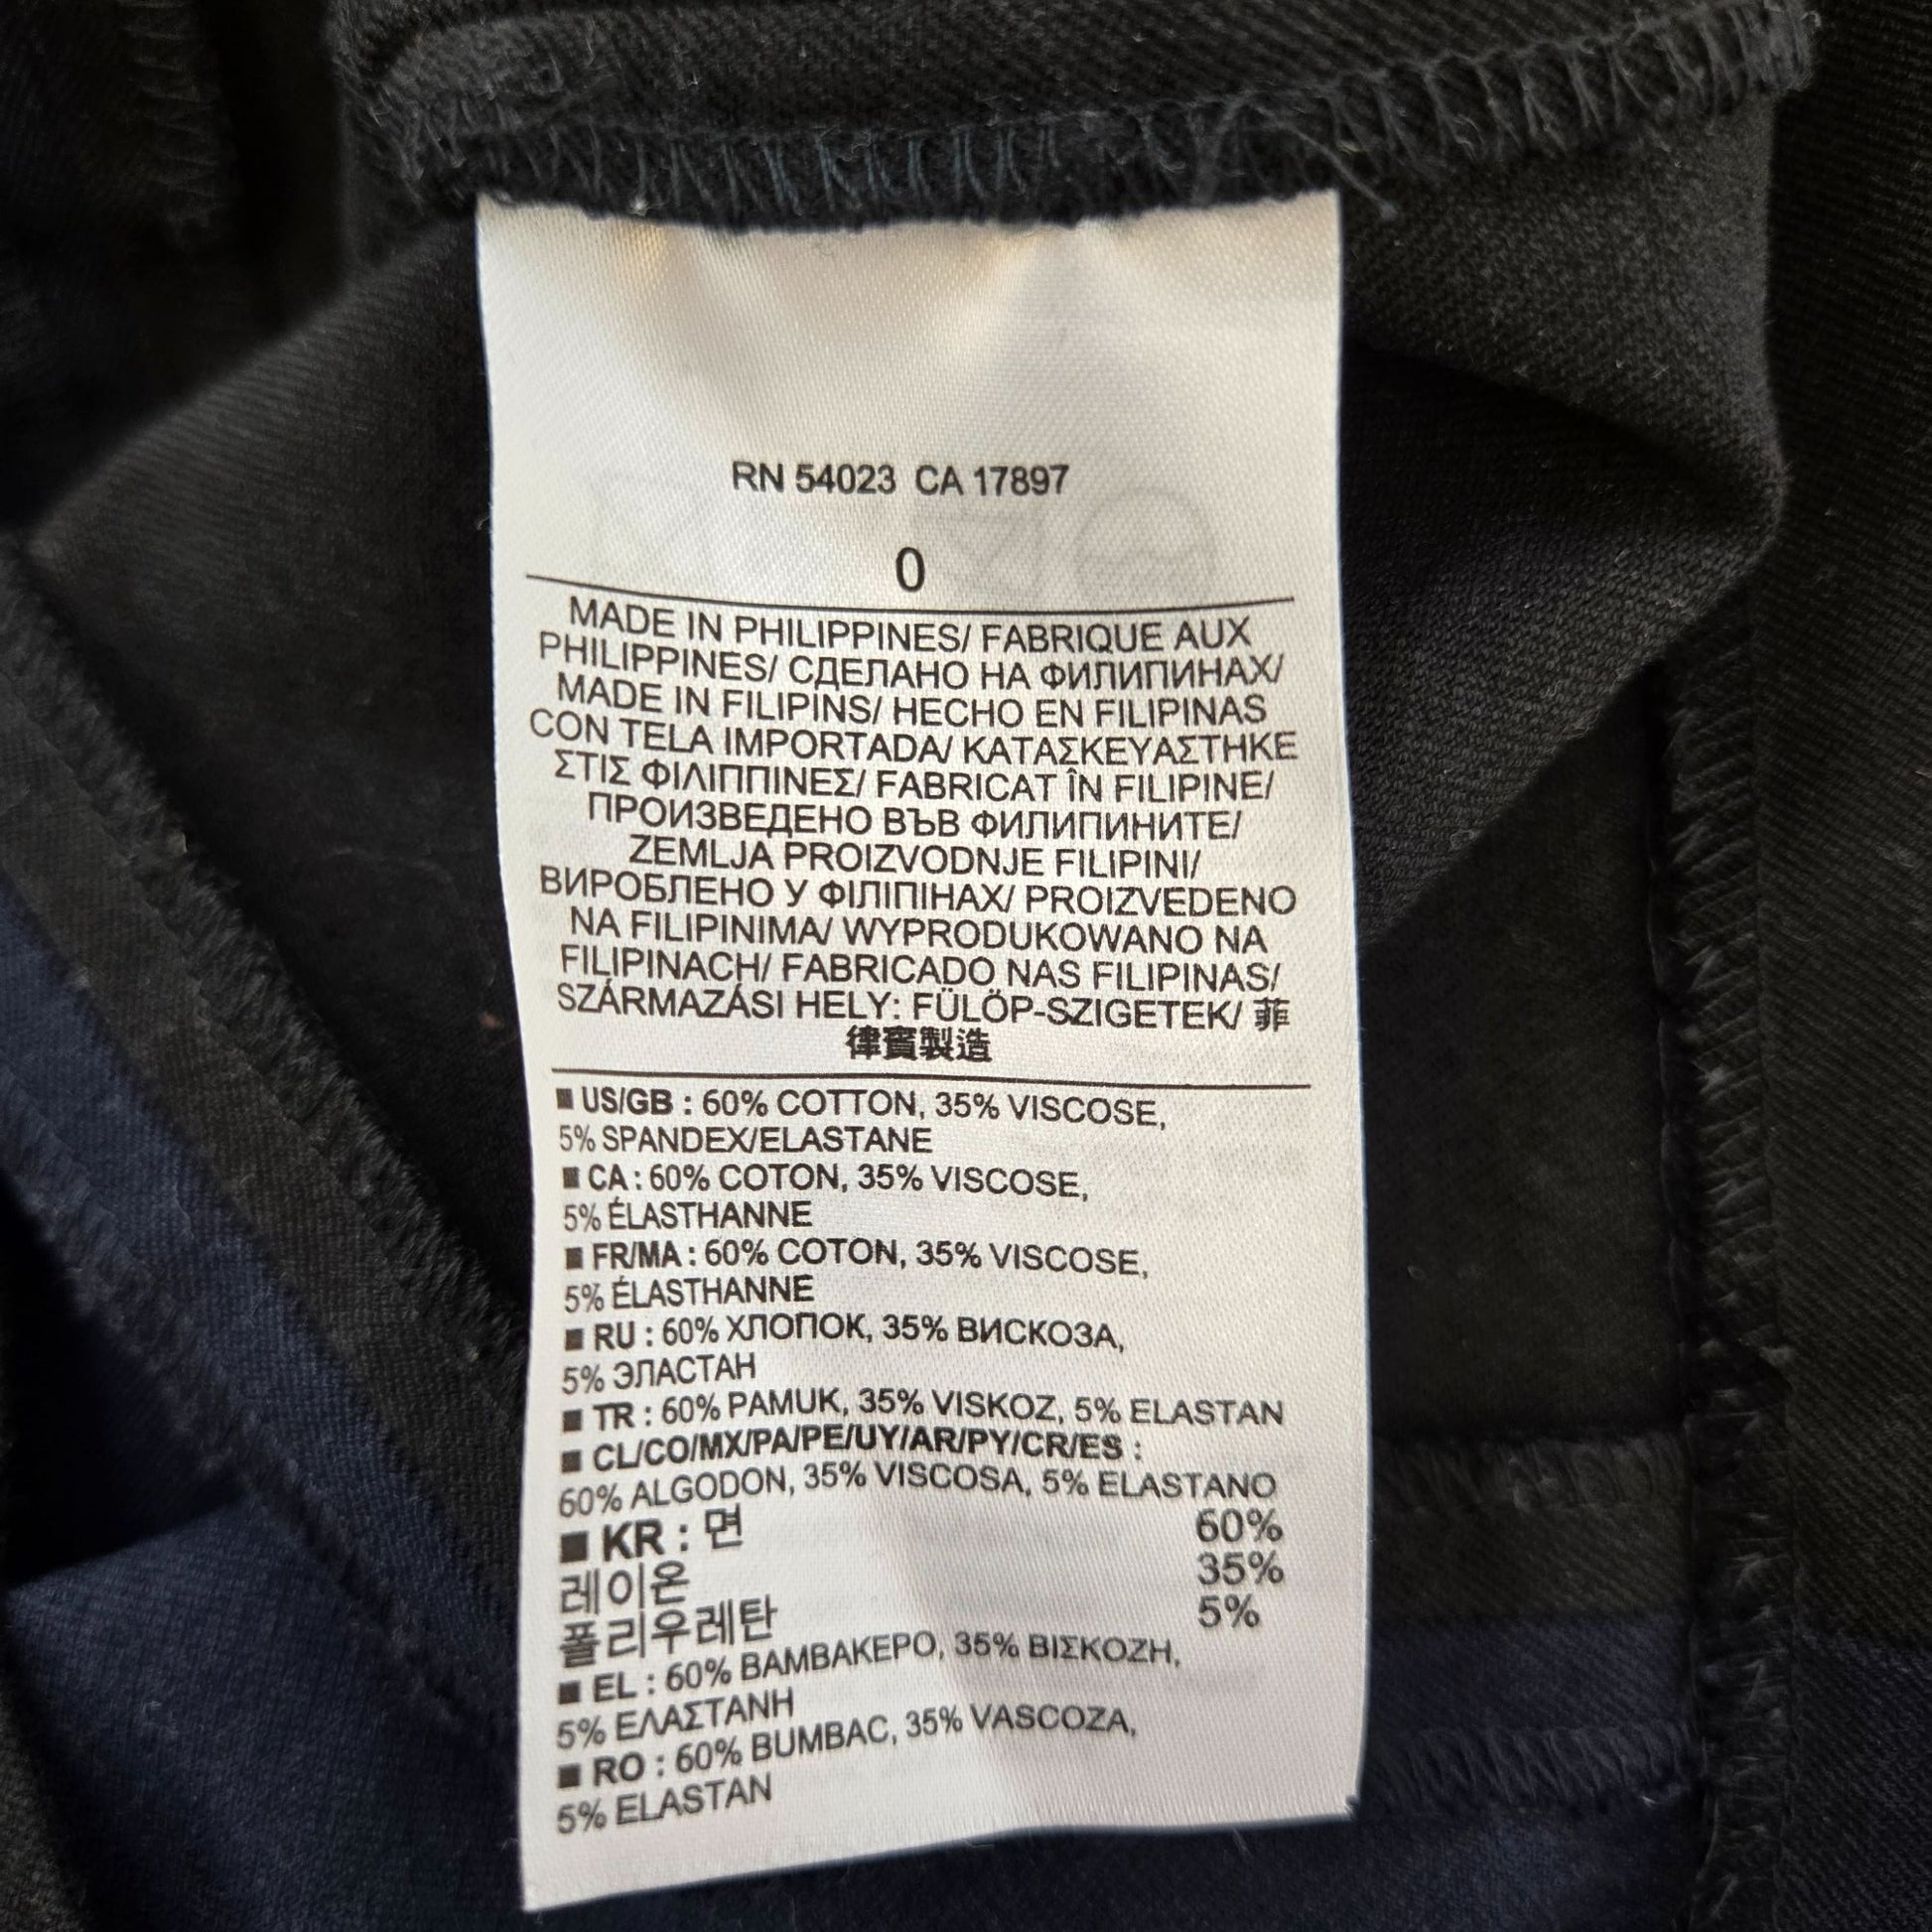 RN 54023 CA 17897
0
MADE IN PHILIPPINES/ FABRIQUE AUX
PHILIPPINES/ СДЕЛАНО НА ФИЛИПИНАХ/
MADE IN FILIPINS/ HECHO EN FILIPINAS
CON TELA IMPORTADA/ ΚΑΤΑΣΚΕΥΑΣΤΗΚΕ
ΣΤΙΣ ΦΙΛΙΠΠΙΝΕΣ/ FABRICAT ÎN FILIPINE/
ПРОИЗВЕДЕНО ВЪВ ФИЛИПИНИТЕ/
ZEMLJA PROIZVODNJE FILIPINI/
ВИРОБЛЕНО У ФІЛІПІНАХ/ PROIZVEDENO
NA FILIPINIMA/ WYPRODUKOWANO NA
FILIPINACH/ FABRICADO NAS FILIPINAS/
SZÁRMAZÁSI HELY: FÜLÖP-SZIGETEK/ 菲
律賓製造
■ US/GB : 60% COTTON, 35% VISCOSE,
5% SPANDEX/ELASTANE
■ CA : 60% COTON, 35% VISCOSE,
5% ÉLASTHANNE
■ FR/MA : 60% COTON, 35% VISCOSE,
5% ÉLASTHANNE
■ RU : 60% ХЛОПОК, 35% ВИСКОЗА,
5% ЭЛАСТАН
■ TR : 60% PAMUK, 35% VISKOZ, 5% ELASTAN
■ CL/CO/MX/PA/PE/UY/AR/PY/CR/ES :
60% ALGODON, 35% VISCOSA, 5% ELASTANO
■ KR : 면 60%
레이온 35%
폴리우레탄 5%
■ EL : 60% ΒΑΜΒΑΚΕΡΟ, 35% ΒΙΣΚΟΖΗ,
5% ΕΛΑΣΤΑΝΗ
■ RO : 60% BUMBAC, 35% VASCOZA,
5% ELASTAN